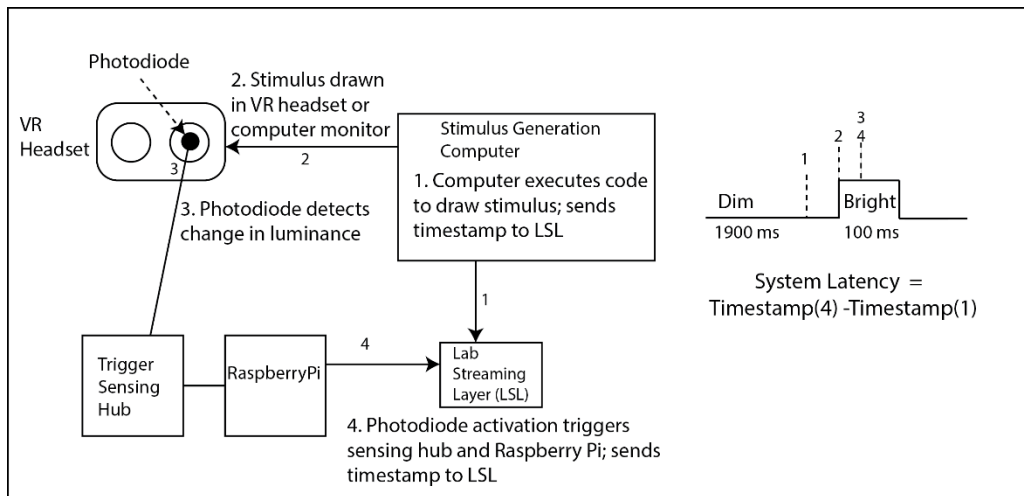 Photodiode
VR
Headset
3
2. Stimulus drawn
in VR headset or
computer monitor
2
3. Photodiode detects
change in luminance
Stimulus Generation
Computer
1. Computer executes code
to draw stimulus; sends
timestamp to LSL
1
Trigger
Sensing
Hub
RaspberryPi
4
Lab
Streaming
Layer (LSL)
4. Photodiode activation triggers
sensing hub and Raspberry Pi; sends
timestamp to LSL
3
2 4
1
Dim Bright
1900 ms 100 ms
System Latency =
Timestamp(4) -Timestamp(1)